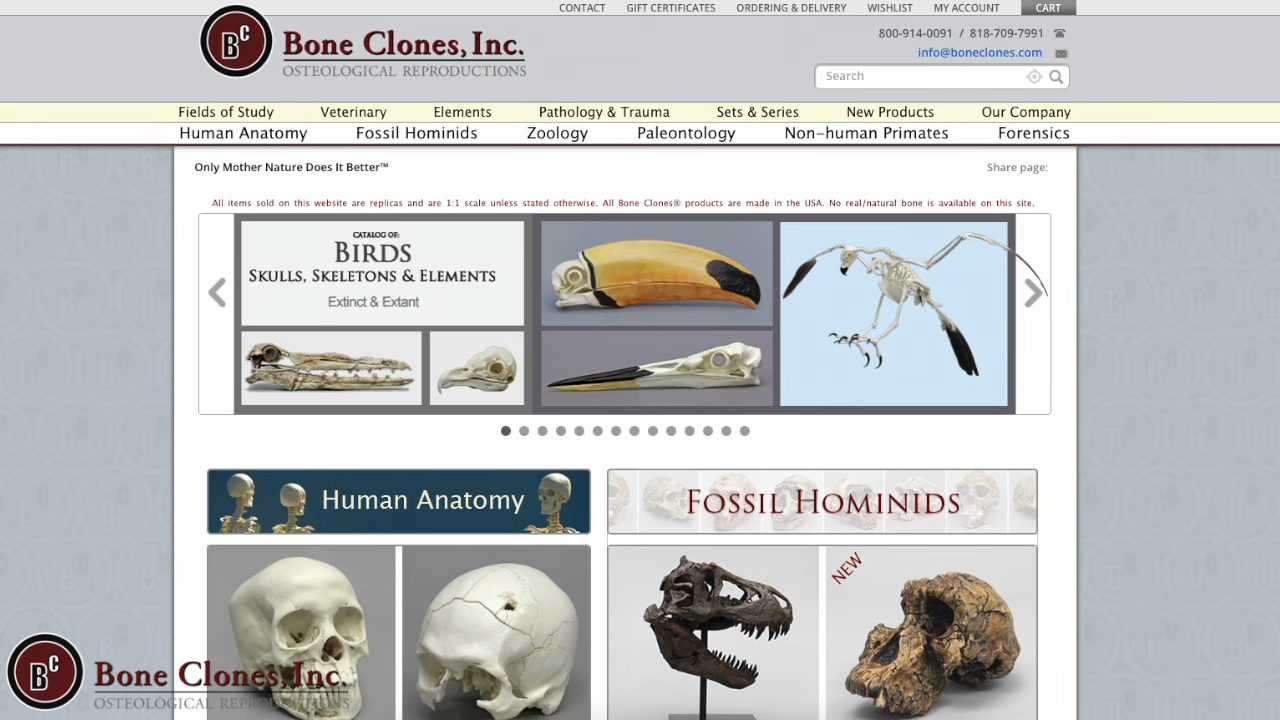 CONTACT GIFT CERTIFICATES ORDERING & DELIVERY WISHLIST MY ACCOUNT CART
BC Bone Clones, Inc.
OSTEOLOGICAL REPRODUCTIONS
800-914-0091 / 818-709-7991
info@boneclones.com
Search
Fields of Study Veterinary Elements Pathology & Trauma Sets & Series New Products Our Company
Human Anatomy Fossil Hominids Zoology Paleontology Non-human Primates Forensics
Only Mother Nature Does It Better™ Share page:
All items sold on this website are replicas and are 1:1 scale unless stated otherwise. All Bone Clones® products are made in the USA. No real/natural bone is available on this site.
CATALOG OF:
BIRDS
SKULLS, SKELETONS & ELEMENTS
Extinct & Extant
Human Anatomy
FOSSIL HOMINIDS
NEW
BC Bone Clones, Inc.
OSTEOLOGICAL REPRODUCTIONS